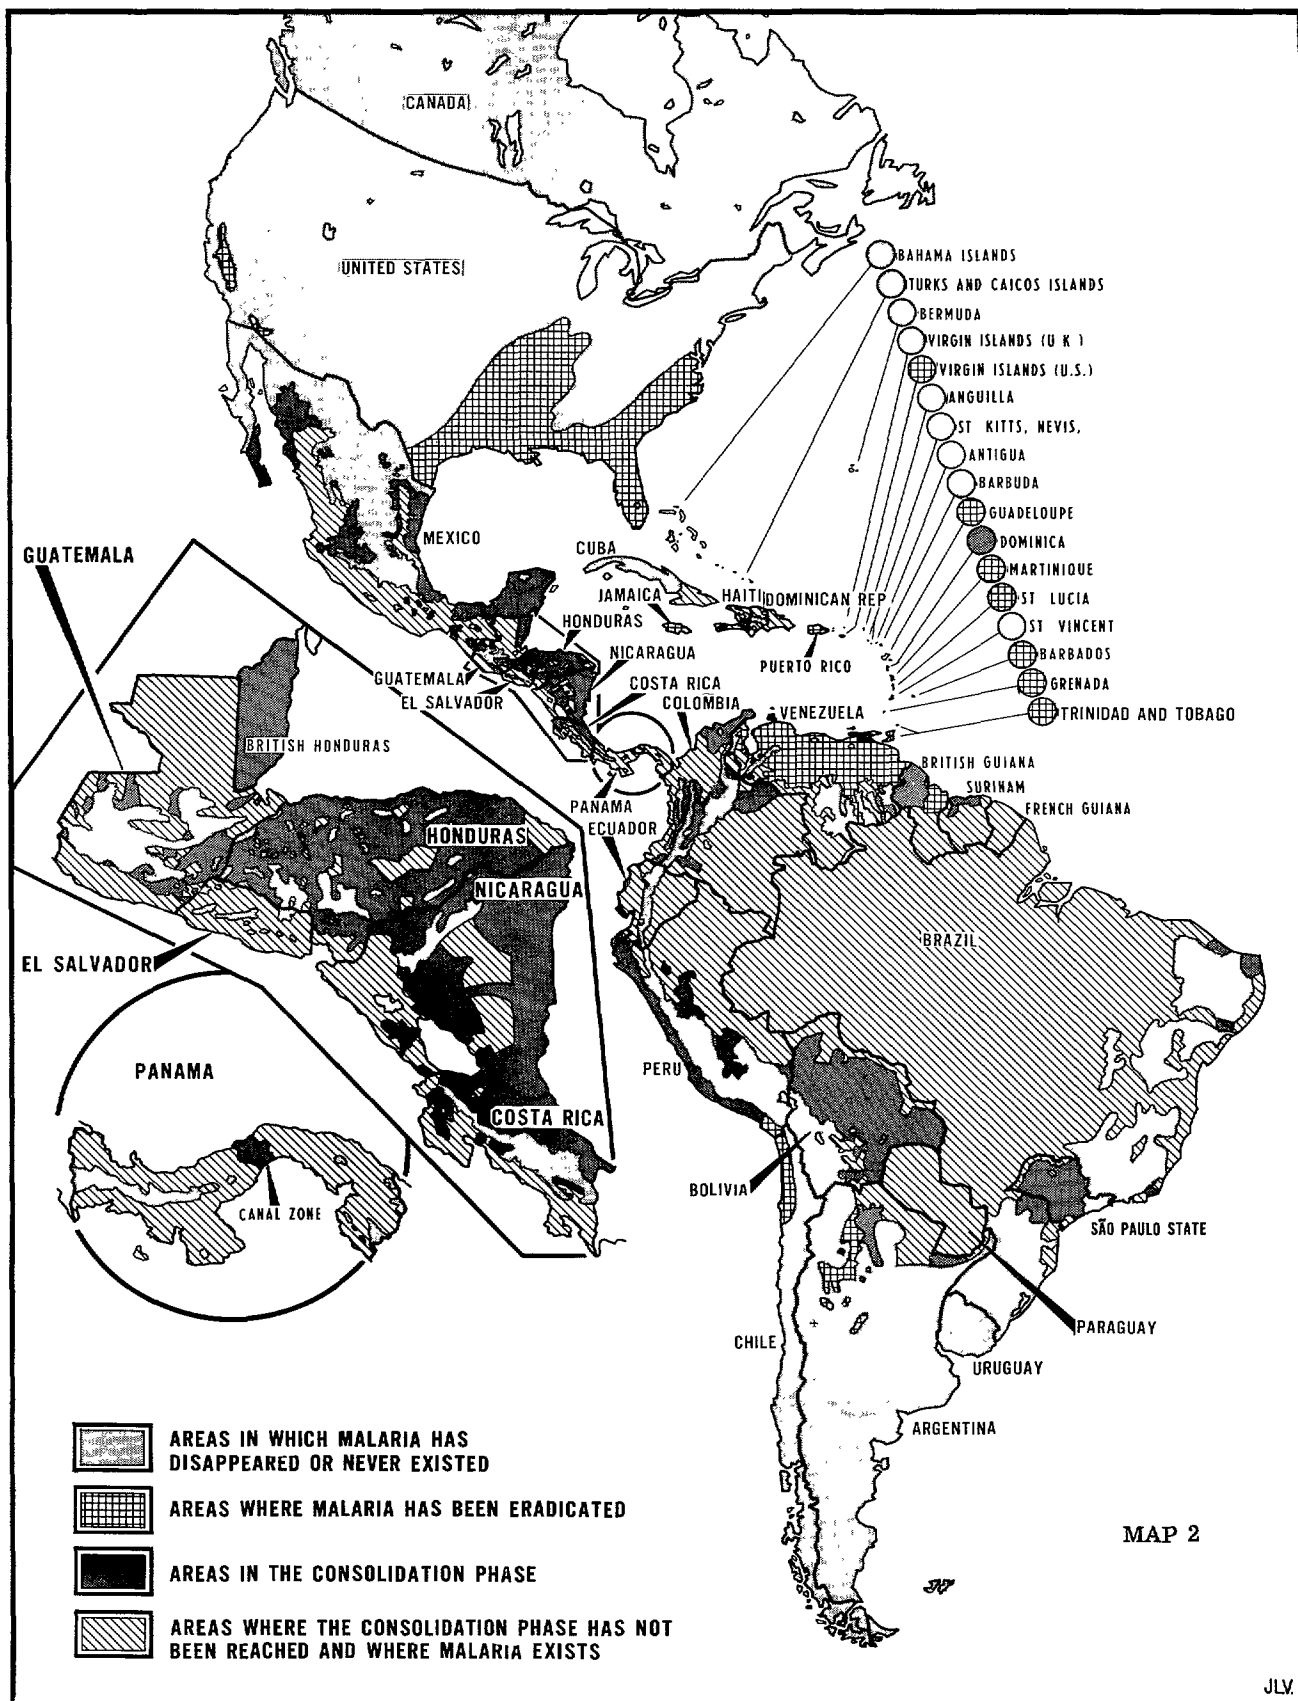 CANADA
UNITED STATES
BAHAMA ISLANDS
TURKS AND CAICOS ISLANDS
BERMUDA
VIRGIN ISLANDS (U K )
VIRGIN ISLANDS (U.S.)
ANGUILLA
ST KITTS, NEVIS,
ANTIGUA
BARBUDA
GUADELOUPE
DOMINICA
MARTINIQUE
ST LUCIA
ST VINCENT
BARBADOS
GRENADA
TRINIDAD AND TOBAGO
MEXICO
CUBA
JAMAICA
HAITI
DOMINICAN REP
PUERTO RICO
HONDURAS
NICARAGUA
GUATEMALA
EL SALVADOR
COSTA RICA
COLOMBIA
VENEZUELA
BRITISH GUIANA
SURINAM
FRENCH GUIANA
PANAMA
ECUADOR
BRAZIL
PERU
BOLIVIA
SÃO PAULO STATE
PARAGUAY
CHILE
URUGUAY
ARGENTINA
GUATEMALA
BRITISH HONDURAS
HONDURAS
NICARAGUA
EL SALVADOR
COSTA RICA
PANAMA
CANAL ZONE
AREAS IN WHICH MALARIA HAS
DISAPPEARED OR NEVER EXISTED
AREAS WHERE MALARIA HAS BEEN ERADICATED
AREAS IN THE CONSOLIDATION PHASE
AREAS WHERE THE CONSOLIDATION PHASE HAS NOT
BEEN REACHED AND WHERE MALARIA EXISTS
MAP 2
JLV.